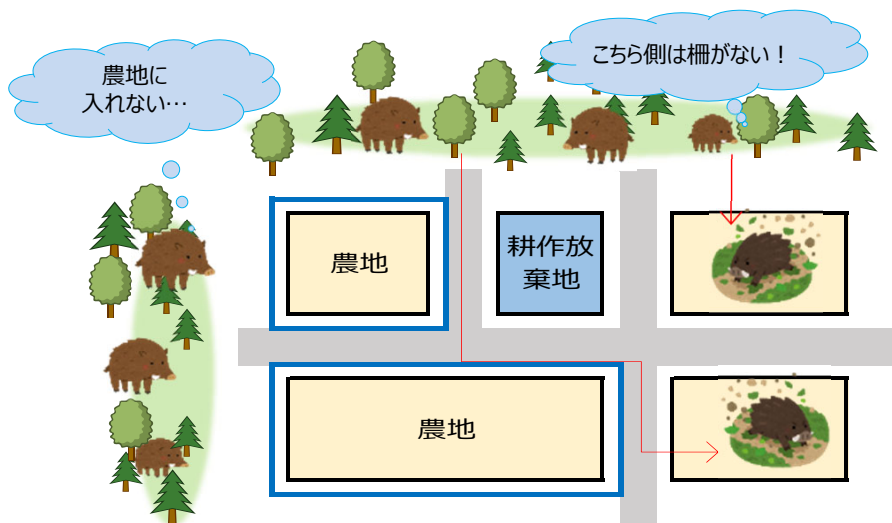 農地に
入れない…
こちら側は柵がない！
農地
耕作放
棄地
農地